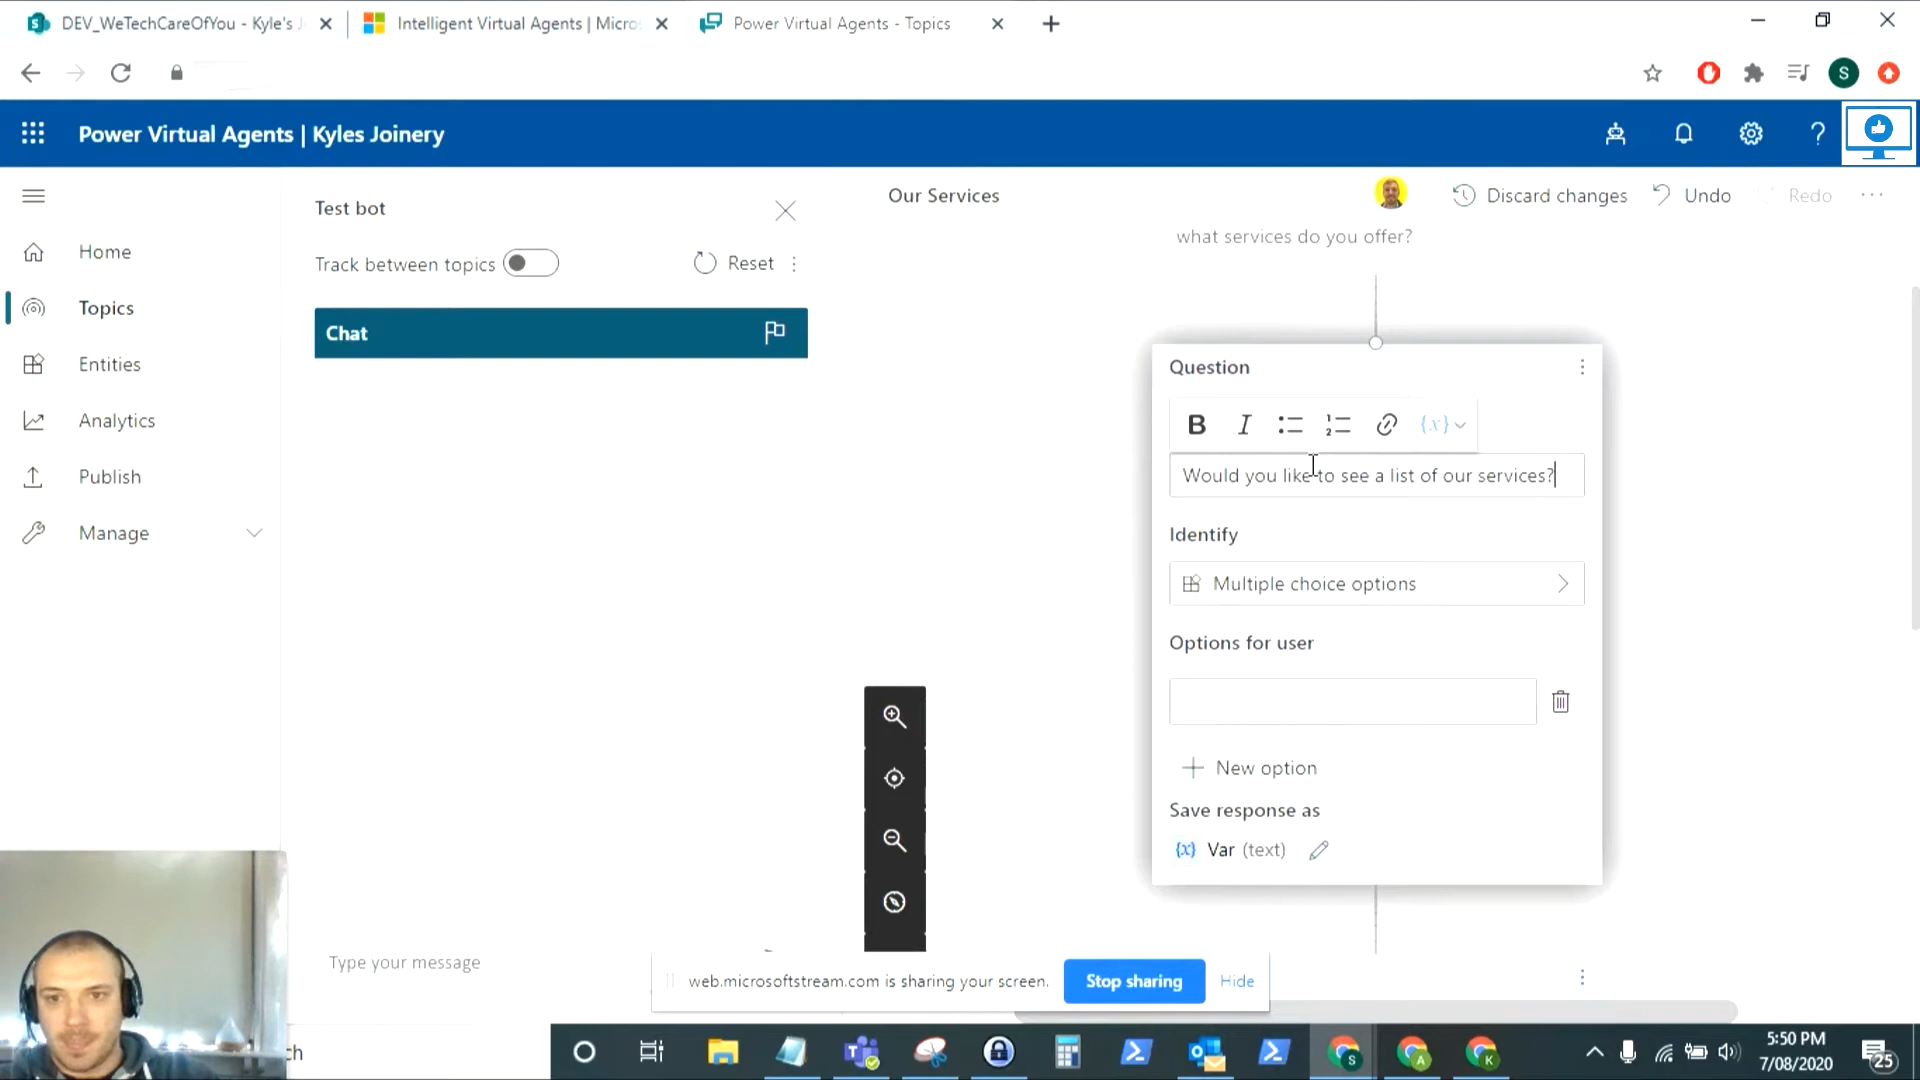 DEV_WeTechCareOfYou - Kyle's J
Intelligent Virtual Agents | Micro
Power Virtual Agents - Topics
S
Power Virtual Agents | Kyles Joinery
?
Test bot
Our Services
Discard changes
Undo
Redo
what services do you offer?
Home
Track between topics
Reset
Topics
Chat
Question
Entities
B I {x}
Analytics
Would you like to see a list of our services?
Publish
Identify
Manage
Multiple choice options
Options for user
New option
Save response as
{x} Var (text)
Type your message
web.microsoftstream.com is sharing your screen.
Stop sharing
Hide
ch
5:50 PM
7/08/2020
25